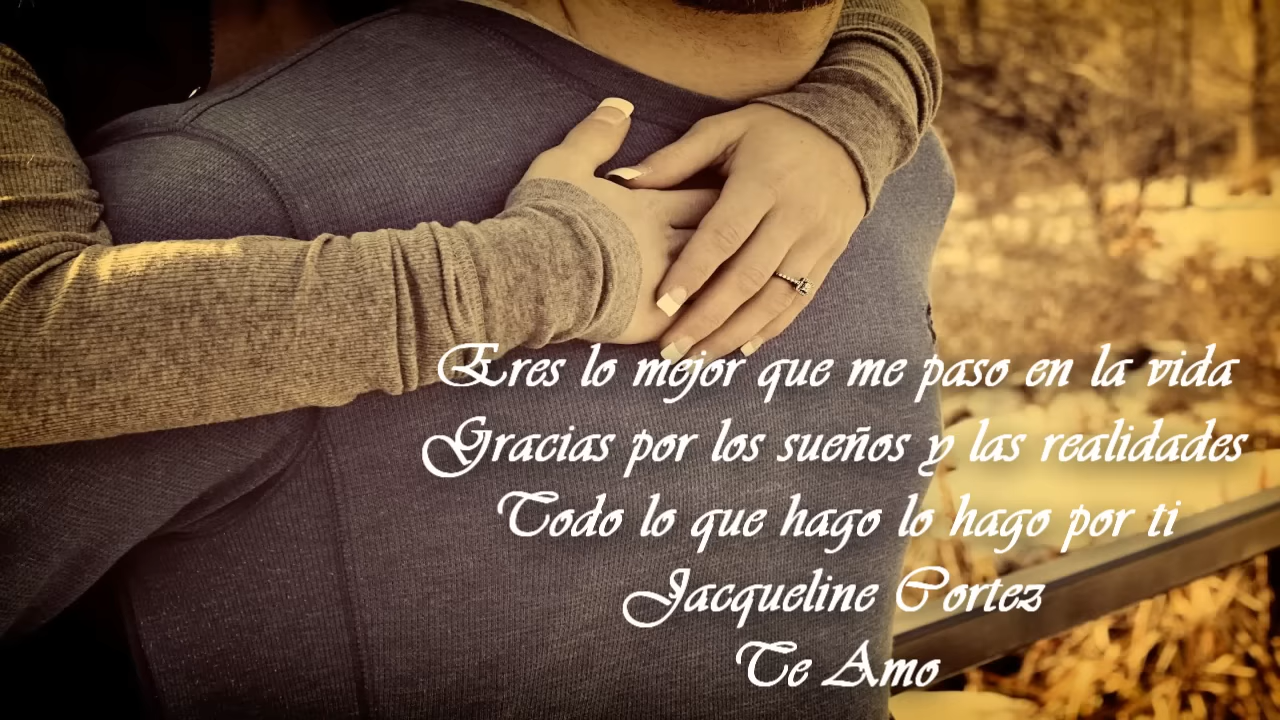 Eres lo mejor que me paso en la vida
Gracias por los sueños y las realidades
Todo lo que hago lo hago por ti
Jacqueline Cortez
Te Amo